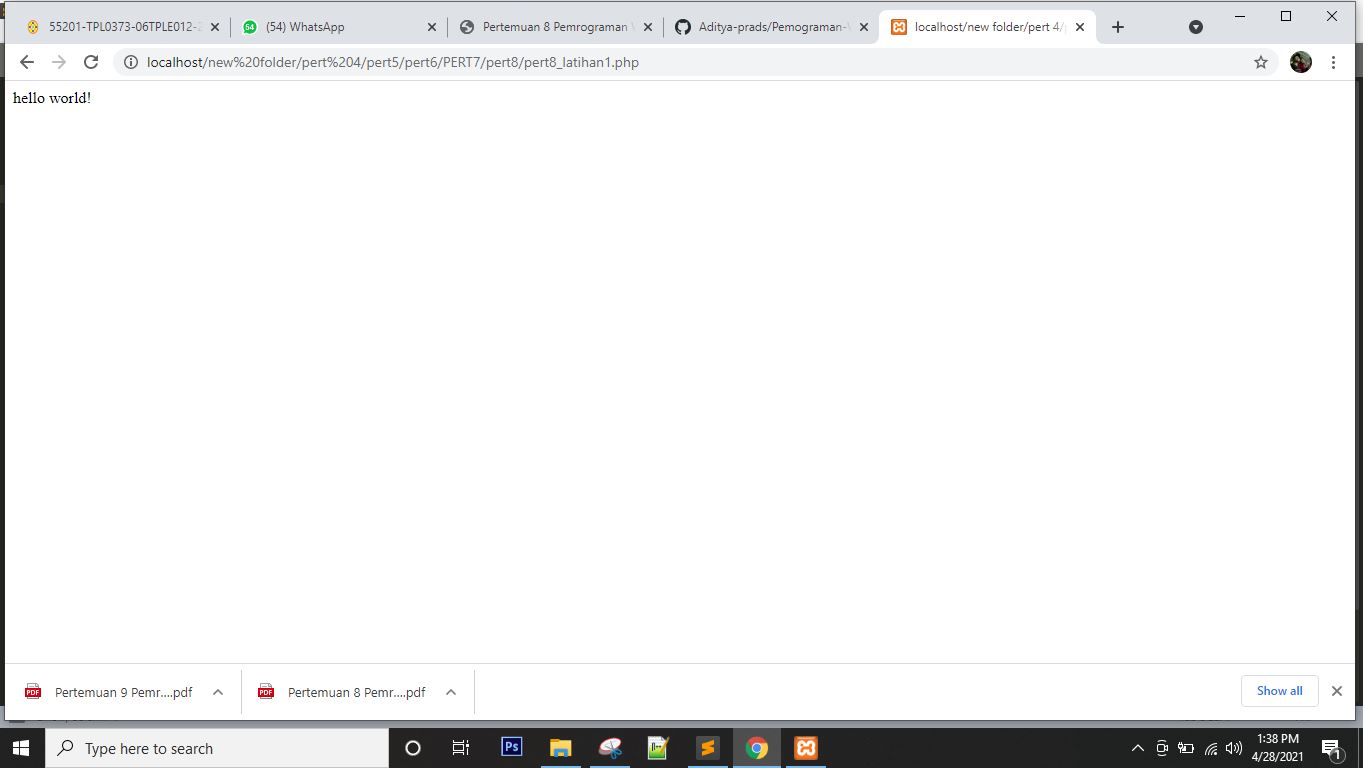 55201-TPL0373-06TPLE012-2
(54) WhatsApp
Pertemuan 8 Pemrograman
Aditya-prads/Pemograman-
localhost/new folder/pert 4/
localhost/new%20folder/pert%204/pert5/pert6/PERT7/pert8/pert8_latihan1.php
hello world!
Pertemuan 9 Pemr....pdf
Pertemuan 8 Pemr....pdf
Show all
Type here to search
Ps
1:38 PM
4/28/2021
1